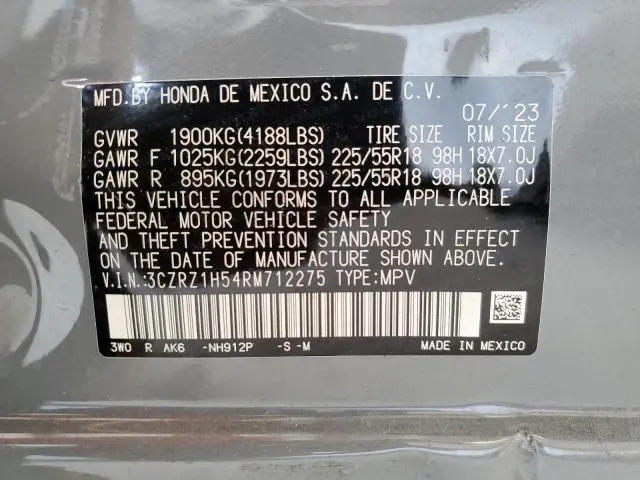 MFD.BY HONDA DE MEXICO S.A. DE C.V.
07/'23
GVWR 1900KG(4188LBS) TIRE SIZE RIM SIZE
GAWR F 1025KG(2259LBS) 225/55R18 98H 18X7.0J
GAWR R 895KG(1973LBS) 225/55R18 98H 18X7.0J
THIS VEHICLE CONFORMS TO ALL APPLICABLE
FEDERAL MOTOR VEHICLE SAFETY
AND THEFT PREVENTION STANDARDS IN EFFECT
ON THE DATE OF MANUFACTURE SHOWN ABOVE.
V.I.N.:3CZRZ1H54RM712275 TYPE:MPV
3W0 R AK6 -NH912P -S -M MADE IN MEXICO